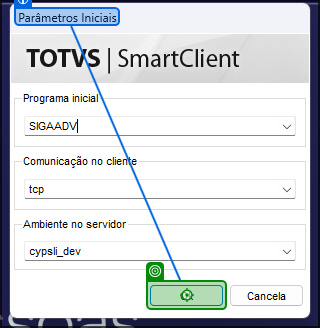 Parâmetros Iniciais
TOTVS | SmartClient
Programa inicial
SIGAADV
Comunicação no cliente
tcp
Ambiente no servidor
cypsli_dev
Cancela